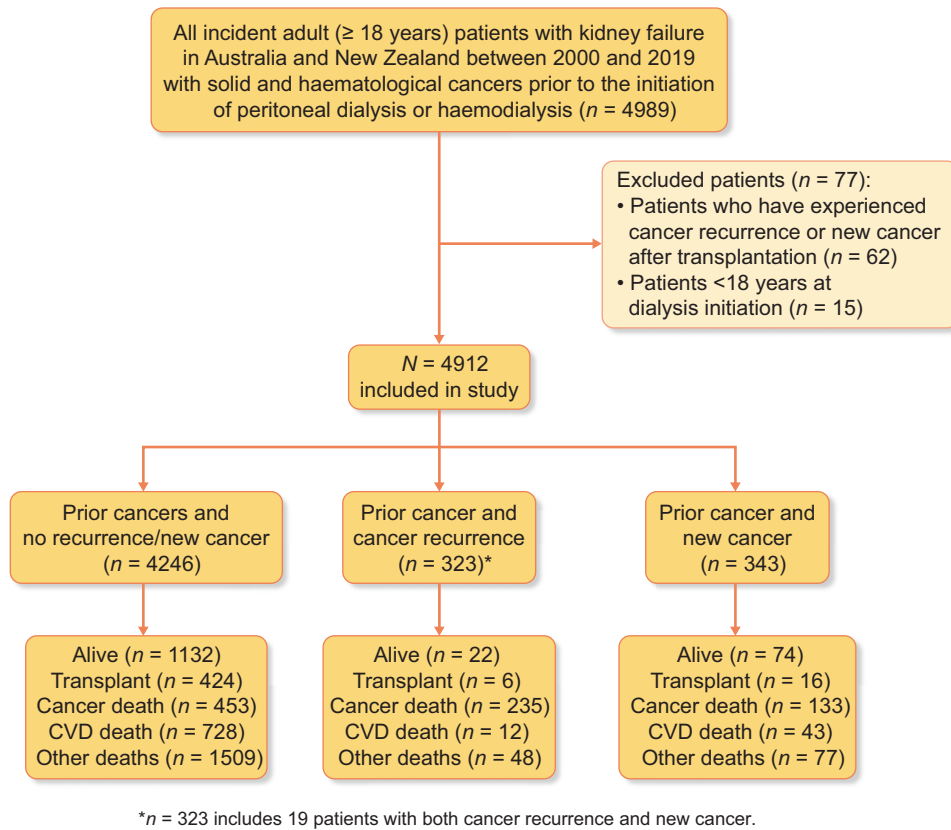 All incident adult (≥ 18 years) patients with kidney failure
in Australia and New Zealand between 2000 and 2019
with solid and haematological cancers prior to the initiation
of peritoneal dialysis or haemodialysis (n = 4989)
Excluded patients (n = 77):
• Patients who have experienced
cancer recurrence or new cancer
after transplantation (n = 62)
• Patients <18 years at
dialysis initiation (n = 15)
N = 4912
included in study
Prior cancers and
no recurrence/new cancer
(n = 4246)
Prior cancer and
cancer recurrence
(n = 323)*
Prior cancer and
new cancer
(n = 343)
Alive (n = 1132)
Transplant (n = 424)
Cancer death (n = 453)
CVD death (n = 728)
Other deaths (n = 1509)
Alive (n = 22)
Transplant (n = 6)
Cancer death (n = 235)
CVD death (n = 12)
Other deaths (n = 48)
Alive (n = 74)
Transplant (n = 16)
Cancer death (n = 133)
CVD death (n = 43)
Other deaths (n = 77)
*n = 323 includes 19 patients with both cancer recurrence and new cancer.